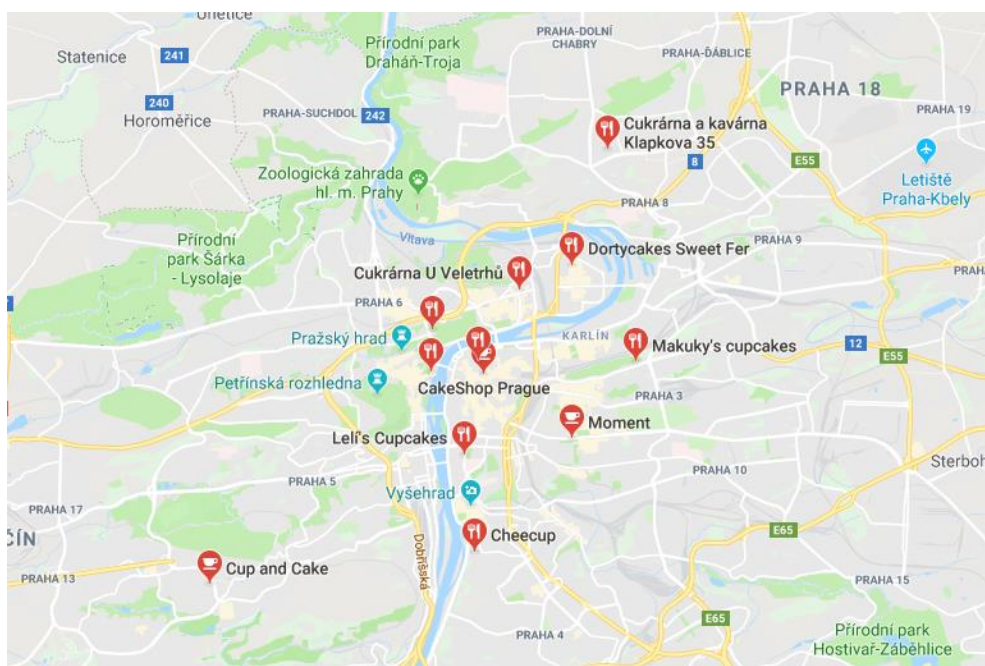 Únětice
Statenice
241
240
Horoměřice
PRAHA-SUCHDOL
242
Přírodní park
Draháň-Troja
PRAHA-DOLNÍ
CHABRY
PRAHA-ĎÁBLICE
PRAHA 18
PRAHA 19
Cukrárna a kavárna
Klapkova 35
8
E55
Letiště
Praha-Kbely
Zoologická zahrada
hl. m. Prahy
PRAHA 8
Přírodní
park Šárka
- Lysolaje
Vltava
Dortycakes Sweet Fer
PRAHA 9
Cukrárna U Veletrhů
PRAHA
PRAHA 6
Pražský hrad
KARLÍN
Makuky's cupcakes
12
E55
Petřínská rozhledna
CakeShop Prague
PRAHA 3
Moment
Lelí's Cupcakes
Sterboh
PRAHA 10
PRAHA 5
Vyšehrad
PRAHA 17
ČÍN
E65
Cheecup
Dobříšská
Cup and Cake
PRAHA 13
PRAHA 15
E65
PRAHA 4
Přírodní park
Hostivař-Záběhlice